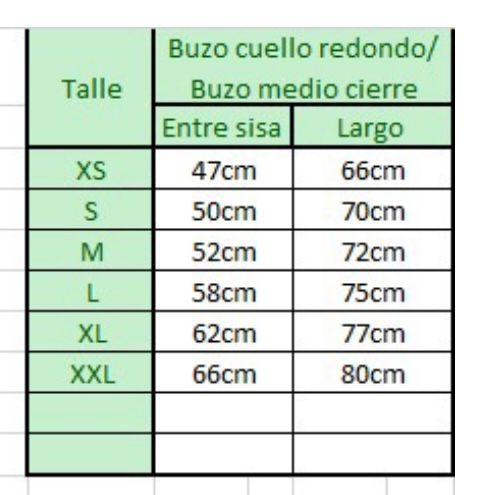 Buzo cuello redondo/
Talle Buzo medio cierre
Entre sisa Largo
XS 47cm 66cm
S 50cm 70cm
M 52cm 72cm
L 58cm 75cm
XL 62cm 77cm
XXL 66cm 80cm